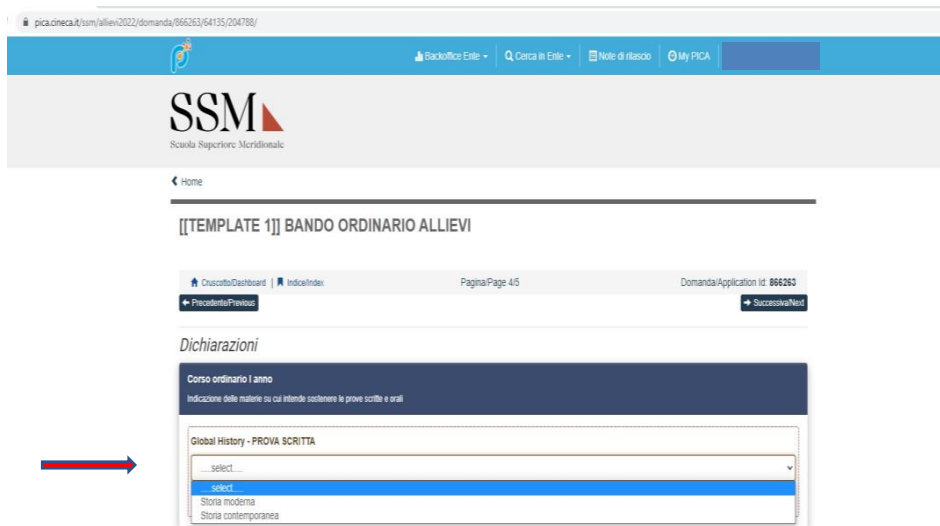 pica.cineca.it/ssm/allievi2022/domanda/866263/64135/204788/
Backoffice Ente
Cerca in Ente
Note di rilascio
My PICA
SSM
Scuola Superiore Meridionale
Home
[[TEMPLATE 1]] BANDO ORDINARIO ALLIEVI
Cruscotto/Dashboard | Indice/Index
Pagina/Page 4/5
Domanda/Application Id: 866263
Precedente/Previous
Successiva/Next
Dichiarazioni
Corso ordinario I anno
Indicazione delle materie su cui intende sostenere le prove scritte e orali
Global History - PROVA SCRITTA
.....select.....
.....select.....
Storia moderna
Storia contemporanea